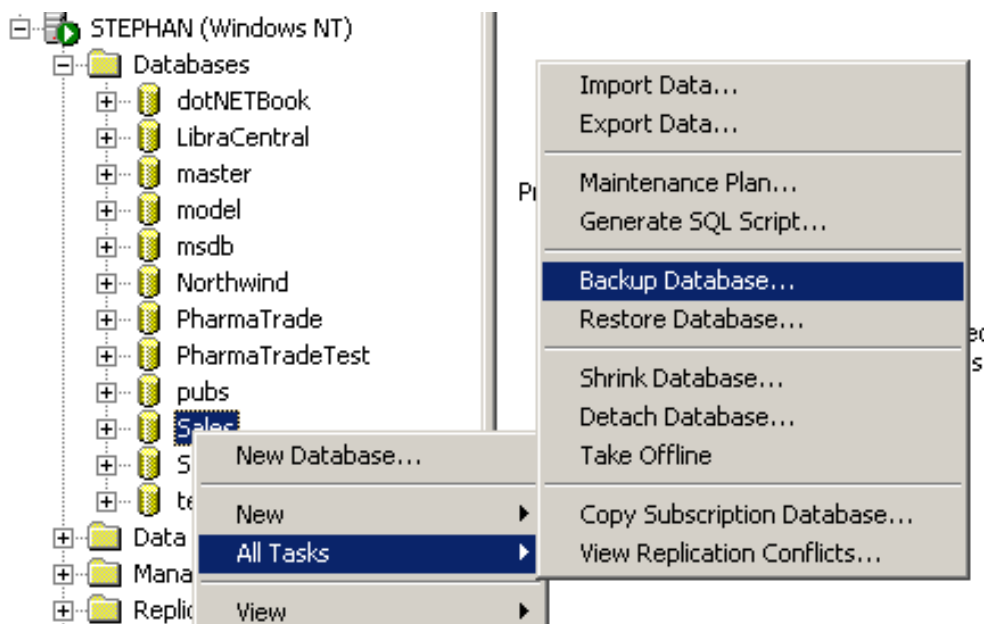 STEPHAN (Windows NT)
Databases
dotNETBook
LibraCentral
master
model
msdb
Northwind
PharmaTrade
PharmaTradeTest
pubs
Sales
Data
New Database...
New
All Tasks
View
Import Data...
Export Data...
Maintenance Plan...
Generate SQL Script...
Backup Database...
Restore Database...
Shrink Database...
Detach Database...
Take Offline
Copy Subscription Database...
View Replication Conflicts...